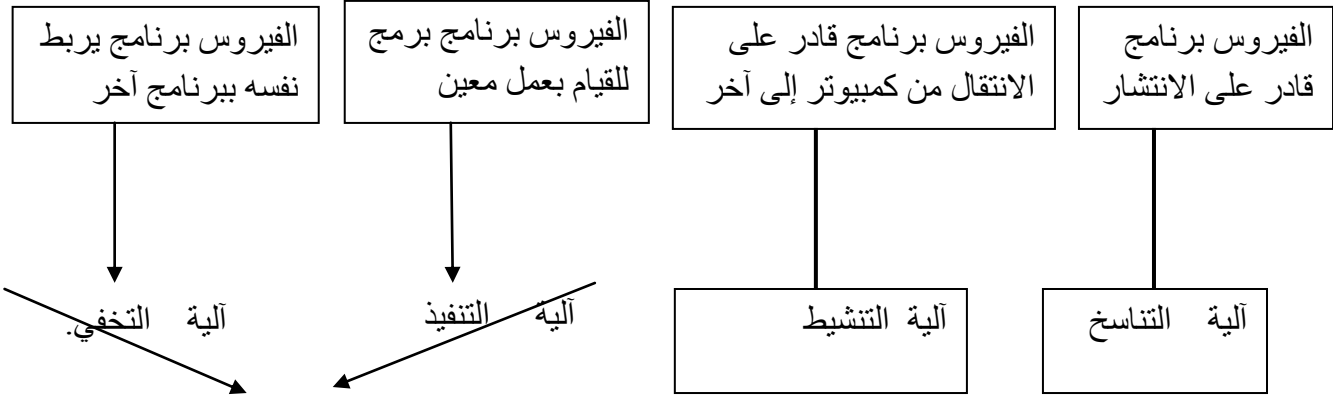 الفيروس برنامج
قادر على الانتشار
الفيروس برنامج قادر على
الانتقال من كمبيوتر إلى آخر
الفيروس برنامج برمج
للقيام بعمل معين
الفيروس برنامج يربط
نفسه ببرنامج آخر
آلية التناسخ
آلية التنشيط
آلية التنفيذ
آلية التخفي.